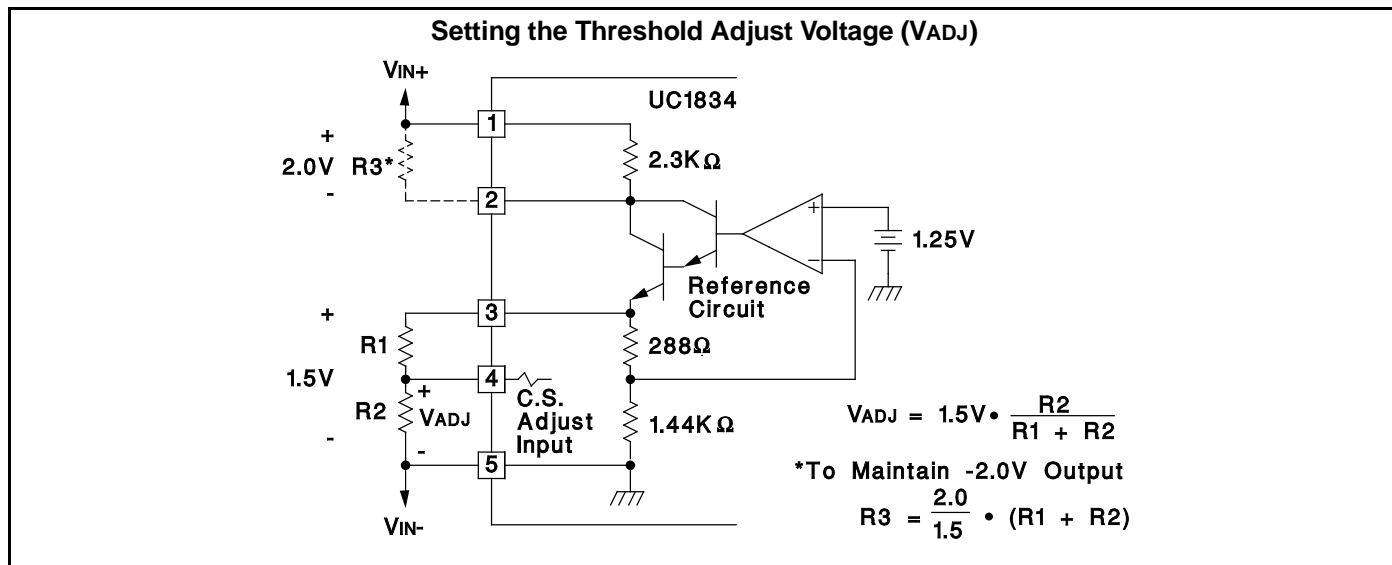 Setting the Threshold Adjust Voltage (VADJ)
VIN+
UC1834
1
+
2.0V R3*
-
2.3KΩ
2
+
-
1.25V
Reference
Circuit
3
+
R1
288Ω
1.5V
4
+
C.S.
Adjust
Input
R2
VADJ
-
-
1.44KΩ
5
VIN-
VADJ = 1.5V • R2
R1 + R2
*To Maintain -2.0V Output
R3 = 2.0
1.5 • (R1 + R2)